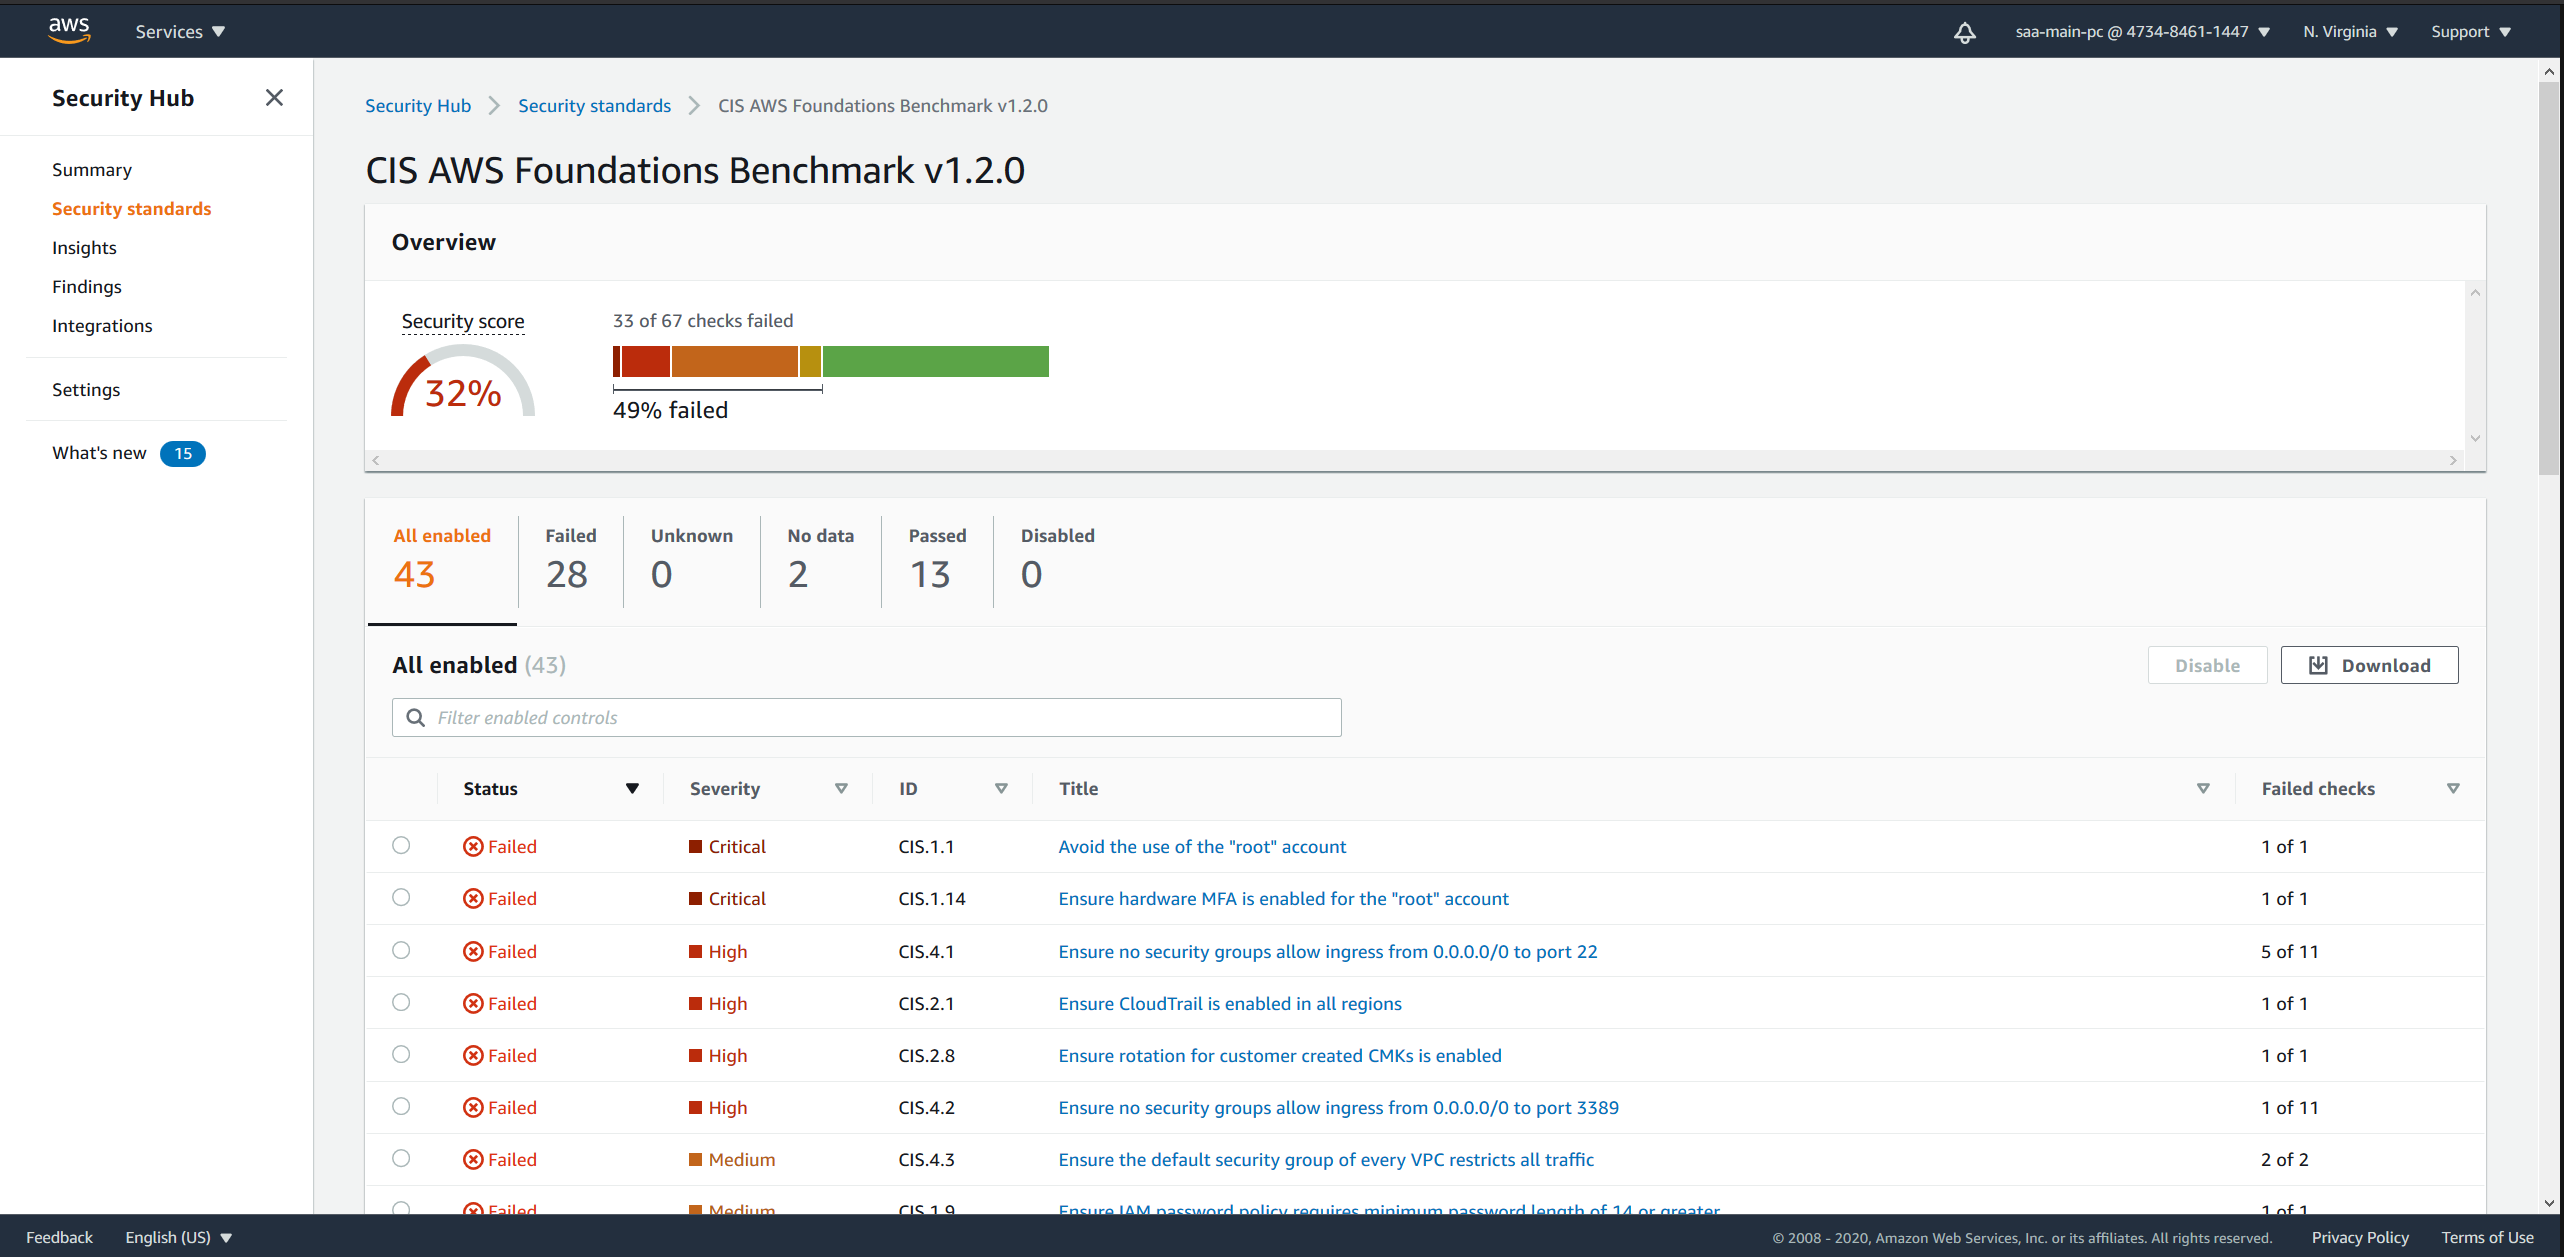 aws
Services
saa-main-pc @ 4734-8461-1447
N. Virginia
Support
Security Hub
Summary
Security standards
Insights
Findings
Integrations
Settings
What's new 15
Security Hub > Security standards > CIS AWS Foundations Benchmark v1.2.0
CIS AWS Foundations Benchmark v1.2.0
Overview
Security score
32%
33 of 67 checks failed
49% failed
All enabled Failed Unknown No data Passed Disabled
43 28 0 2 13 0
All enabled (43)
Disable
Download
Filter enabled controls
Status Severity ID Title Failed checks
Failed Critical CIS.1.1 Avoid the use of the "root" account 1 of 1
Failed Critical CIS.1.14 Ensure hardware MFA is enabled for the "root" account 1 of 1
Failed High CIS.4.1 Ensure no security groups allow ingress from 0.0.0.0/0 to port 22 5 of 11
Failed High CIS.2.1 Ensure CloudTrail is enabled in all regions 1 of 1
Failed High CIS.2.8 Ensure rotation for customer created CMKs is enabled 1 of 1
Failed High CIS.4.2 Ensure no security groups allow ingress from 0.0.0.0/0 to port 3389 1 of 11
Failed Medium CIS.4.3 Ensure the default security group of every VPC restricts all traffic 2 of 2
Failed Medium CIS.1.9 Ensure IAM password policy requires minimum password length of 14 or greater 1 of 1
Feedback
English (US)
© 2008 - 2020, Amazon Web Services, Inc. or its affiliates. All rights reserved.
Privacy Policy
Terms of Use